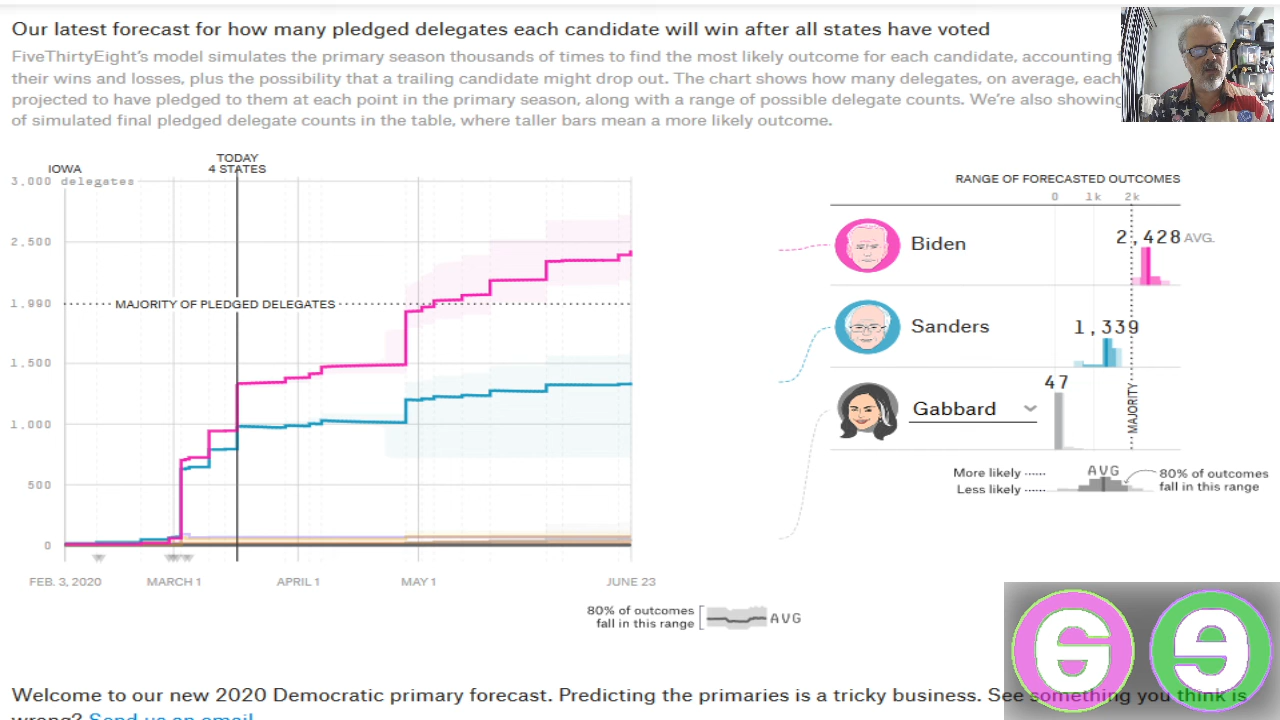 Our latest forecast for how many pledged delegates each candidate will win after all states have voted
FiveThirtyEight's model simulates the primary season thousands of times to find the most likely outcome for each candidate, accounting
their wins and losses, plus the possibility that a trailing candidate might drop out. The chart shows how many delegates, on average, each
projected to have pledged to them at each point in the primary season, along with a range of possible delegate counts. We're also showing
of simulated final pledged delegate counts in the table, where taller bars mean a more likely outcome.
TODAY
IOWA 4 STATES
3,000 delegates
2,500
1,990 MAJORITY OF PLEDGED DELEGATES
1,500
1,000
500
0
FEB. 3, 2020 MARCH 1 APRIL 1 MAY 1 JUNE 23
80% of outcomes
fall in this range AVG
RANGE OF FORECASTED OUTCOMES
0 1k 2k
Biden 2,428 AVG.
Sanders 1,339
Gabbard 47
MAJORITY
More likely AVG 80% of outcomes
Less likely fall in this range
6 9
Welcome to our new 2020 Democratic primary forecast. Predicting the primaries is a tricky business. See something you think is
wrong? Send us an email